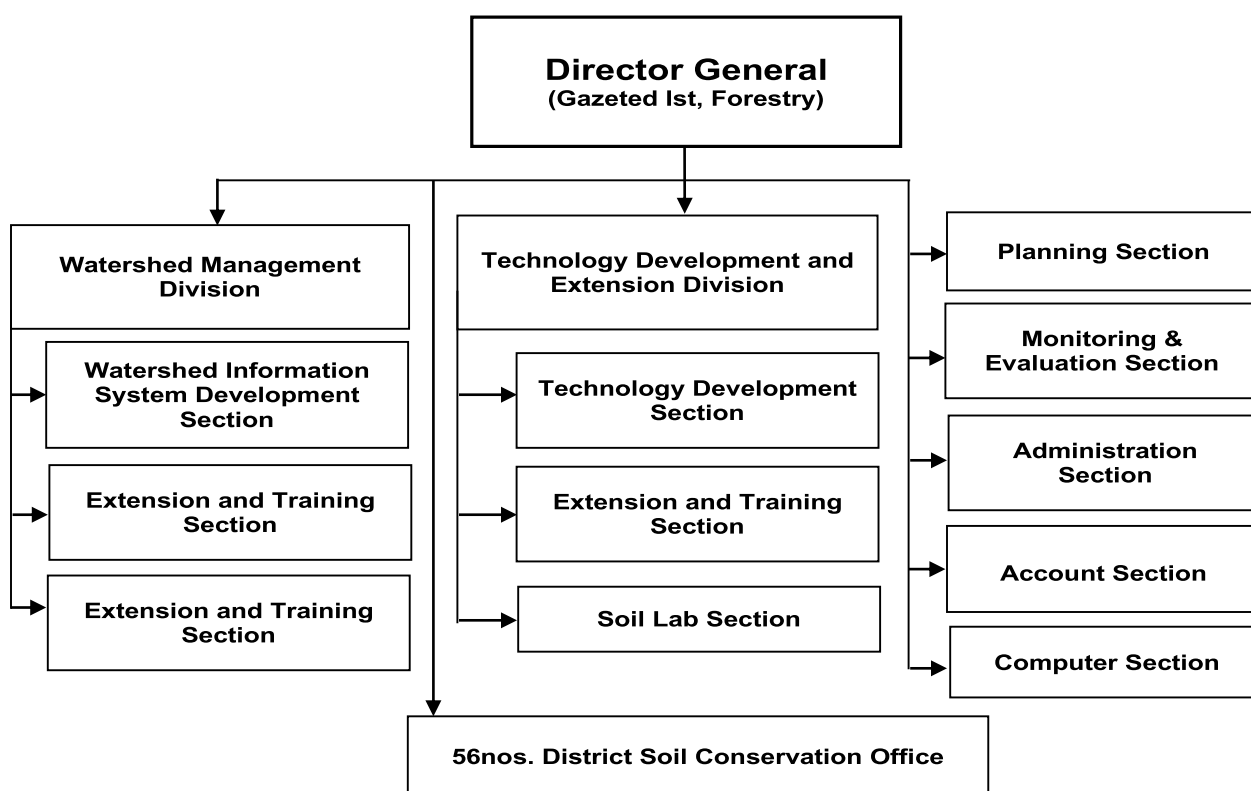 Director General
(Gazeted Ist, Forestry)
Watershed Management
Division
Watershed Information
System Development
Section
Extension and Training
Section
Extension and Training
Section
Technology Development and
Extension Division
Technology Development
Section
Extension and Training
Section
Soil Lab Section
Planning Section
Monitoring &
Evaluation Section
Administration
Section
Account Section
Computer Section
56nos. District Soil Conservation Office